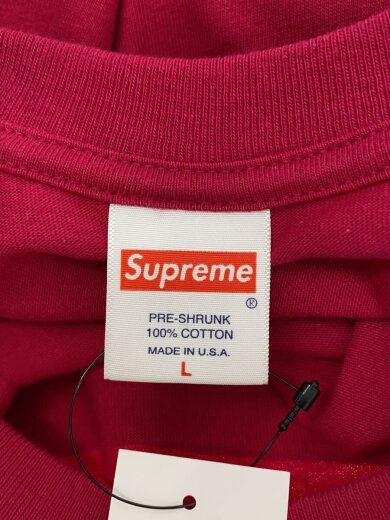 Supreme
®
PRE-SHRUNK
100% COTTON
MADE IN U.S.A.
L